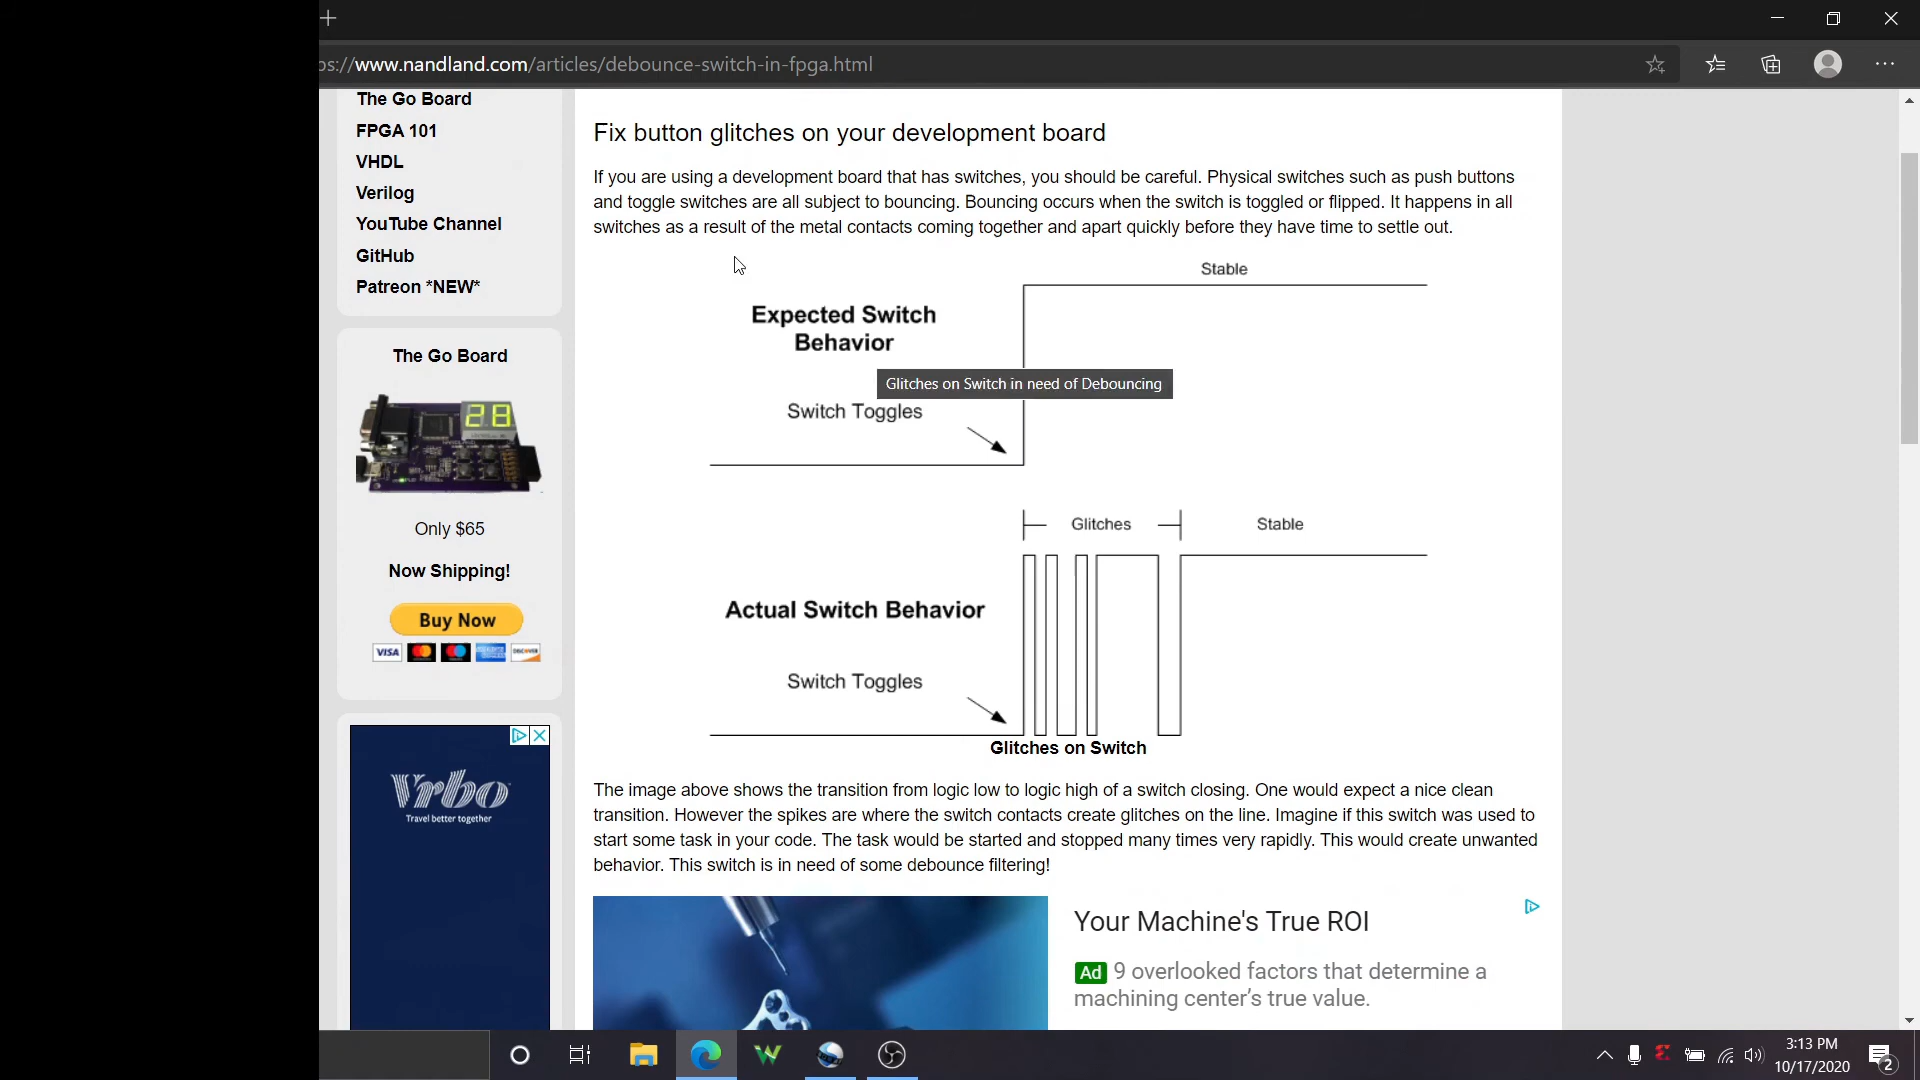 ps://www.nandland.com/articles/debounce-switch-in-fpga.html
The Go Board
FPGA 101
VHDL
Verilog
YouTube Channel
GitHub
Patreon *NEW*
The Go Board
28
Only $65
Now Shipping!
Buy Now
VISA
DISCOVER
Vrbo
Travel better together
Fix button glitches on your development board
If you are using a development board that has switches, you should be careful. Physical switches such as push buttons
and toggle switches are all subject to bouncing. Bouncing occurs when the switch is toggled or flipped. It happens in all
switches as a result of the metal contacts coming together and apart quickly before they have time to settle out.
Stable
Expected Switch
Behavior
Glitches on Switch in need of Debouncing
Switch Toggles
Glitches
Stable
Actual Switch Behavior
Switch Toggles
Glitches on Switch
The image above shows the transition from logic low to logic high of a switch closing. One would expect a nice clean
transition. However the spikes are where the switch contacts create glitches on the line. Imagine if this switch was used to
start some task in your code. The task would be started and stopped many times very rapidly. This would create unwanted
behavior. This switch is in need of some debounce filtering!
Your Machine's True ROI
Ad 9 overlooked factors that determine a
machining center’s true value.
3:13 PM
10/17/2020
2